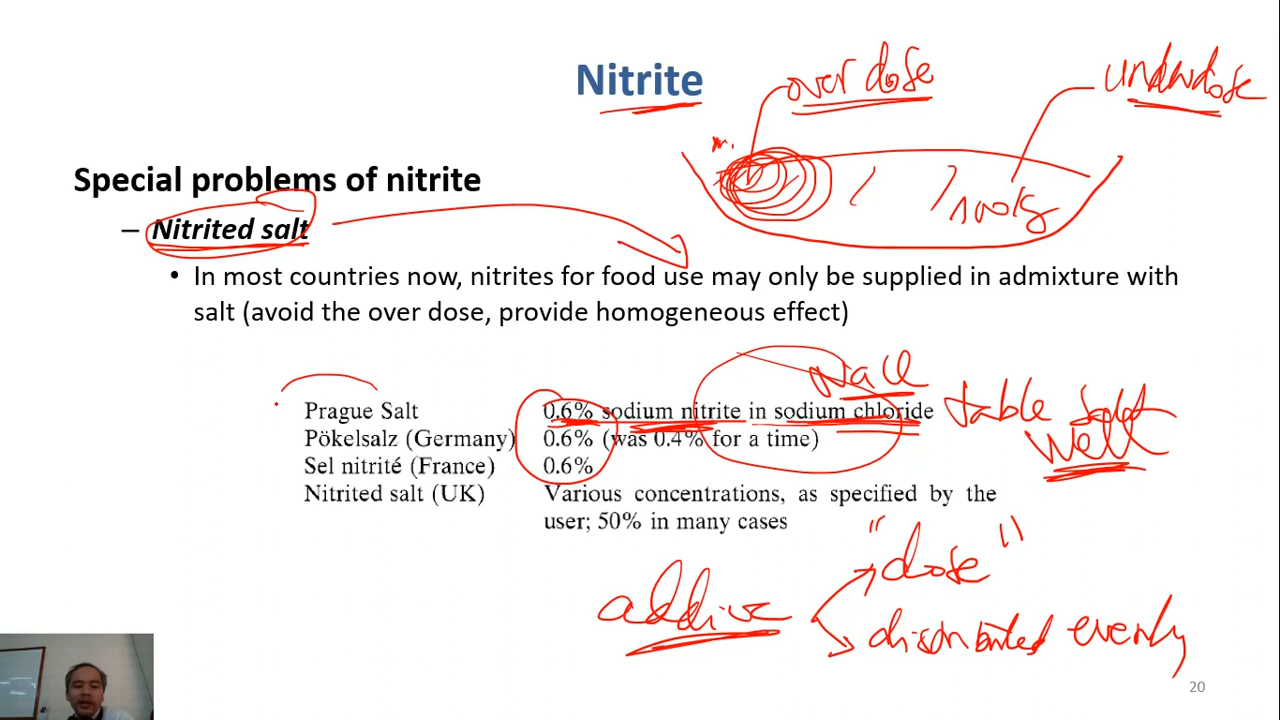 Nitrite
over dose
underdose
100kg
Special problems of nitrite
– Nitrited salt
• In most countries now, nitrites for food use may only be supplied in admixture with
salt (avoid the over dose, provide homogeneous effect)
NaCl
Prague Salt 0.6% sodium nitrite in sodium chloride table salt
Pökelsalz (Germany) 0.6% (was 0.4% for a time) well
Sel nitrité (France) 0.6%
Nitrited salt (UK) Various concentrations, as specified by the
user; 50% in many cases
"dose"
addive
distributed evenly
20